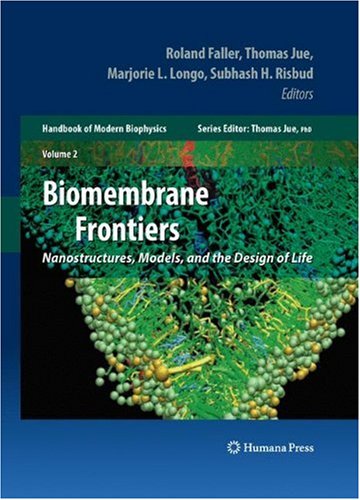 Roland Faller, Thomas Jue,
Marjorie L. Longo, Subhash H. Risbud
Editors
Handbook of Modern Biophysics Series Editor: Thomas Jue, PhD
Volume 2
Biomembrane
Frontiers
Nanostructures, Models, and the Design of Life
Humana Press